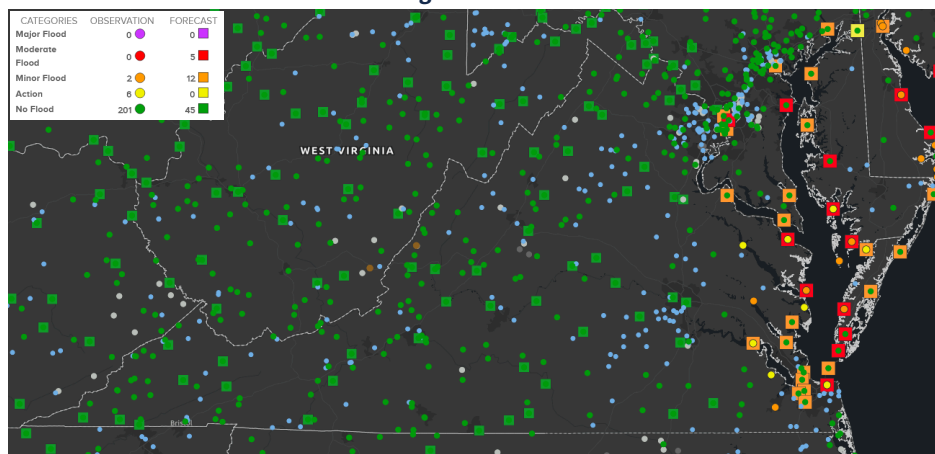 CATEGORIES OBSERVATION FORECAST
Major Flood 0 0
Moderate
Flood 0 5
Minor Flood 2 12
Action 6 0
No Flood 201 45
WEST VIRGINIA
Bristol